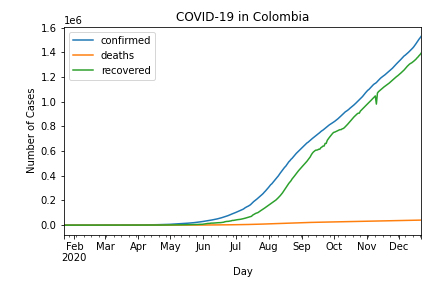 COVID-19 in Colombia
1e6
confirmed
deaths
recovered
1.6
1.4
1.2
1.0
0.8
0.6
0.4
0.2
0.0
Number of Cases
Feb Mar Apr May Jun Jul Aug Sep Oct Nov Dec
2020
Day